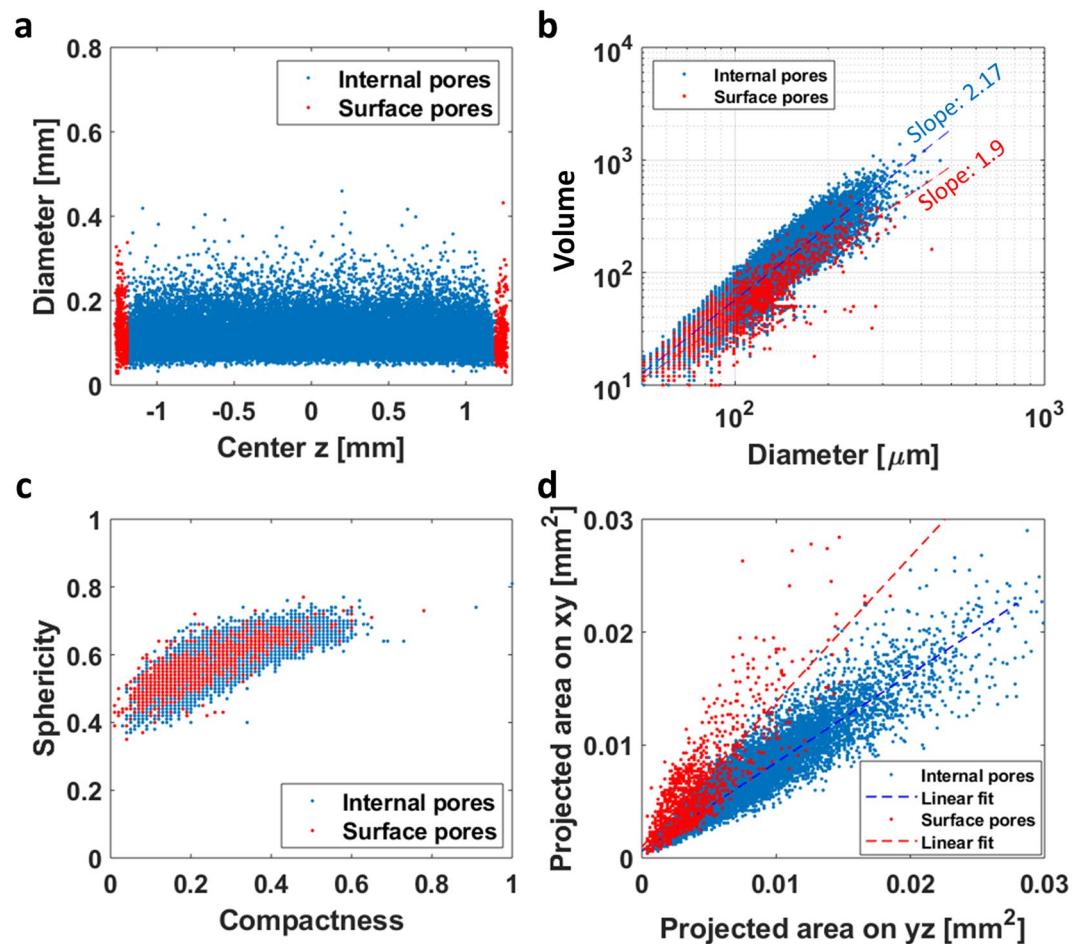 a
0.8
0.6
0.4
0.2
0
Diameter [mm]
Internal pores
Surface pores
-1
-0.5
0
0.5
1
Center z [mm]
b
10^4
10^3
10^2
10^1
Volume
Internal pores
Surface pores
Slope: 2.17
Slope: 1.9
10^2
10^3
Diameter [μm]
c
1
0.8
0.6
0.4
0.2
0
Sphericity
Internal pores
Surface pores
0
0.2
0.4
0.6
0.8
1
Compactness
d
0.03
0.02
0.01
0
Projected area on xy [mm^2]
Internal pores
Linear fit
Surface pores
Linear fit
0
0.01
0.02
0.03
Projected area on yz [mm^2]